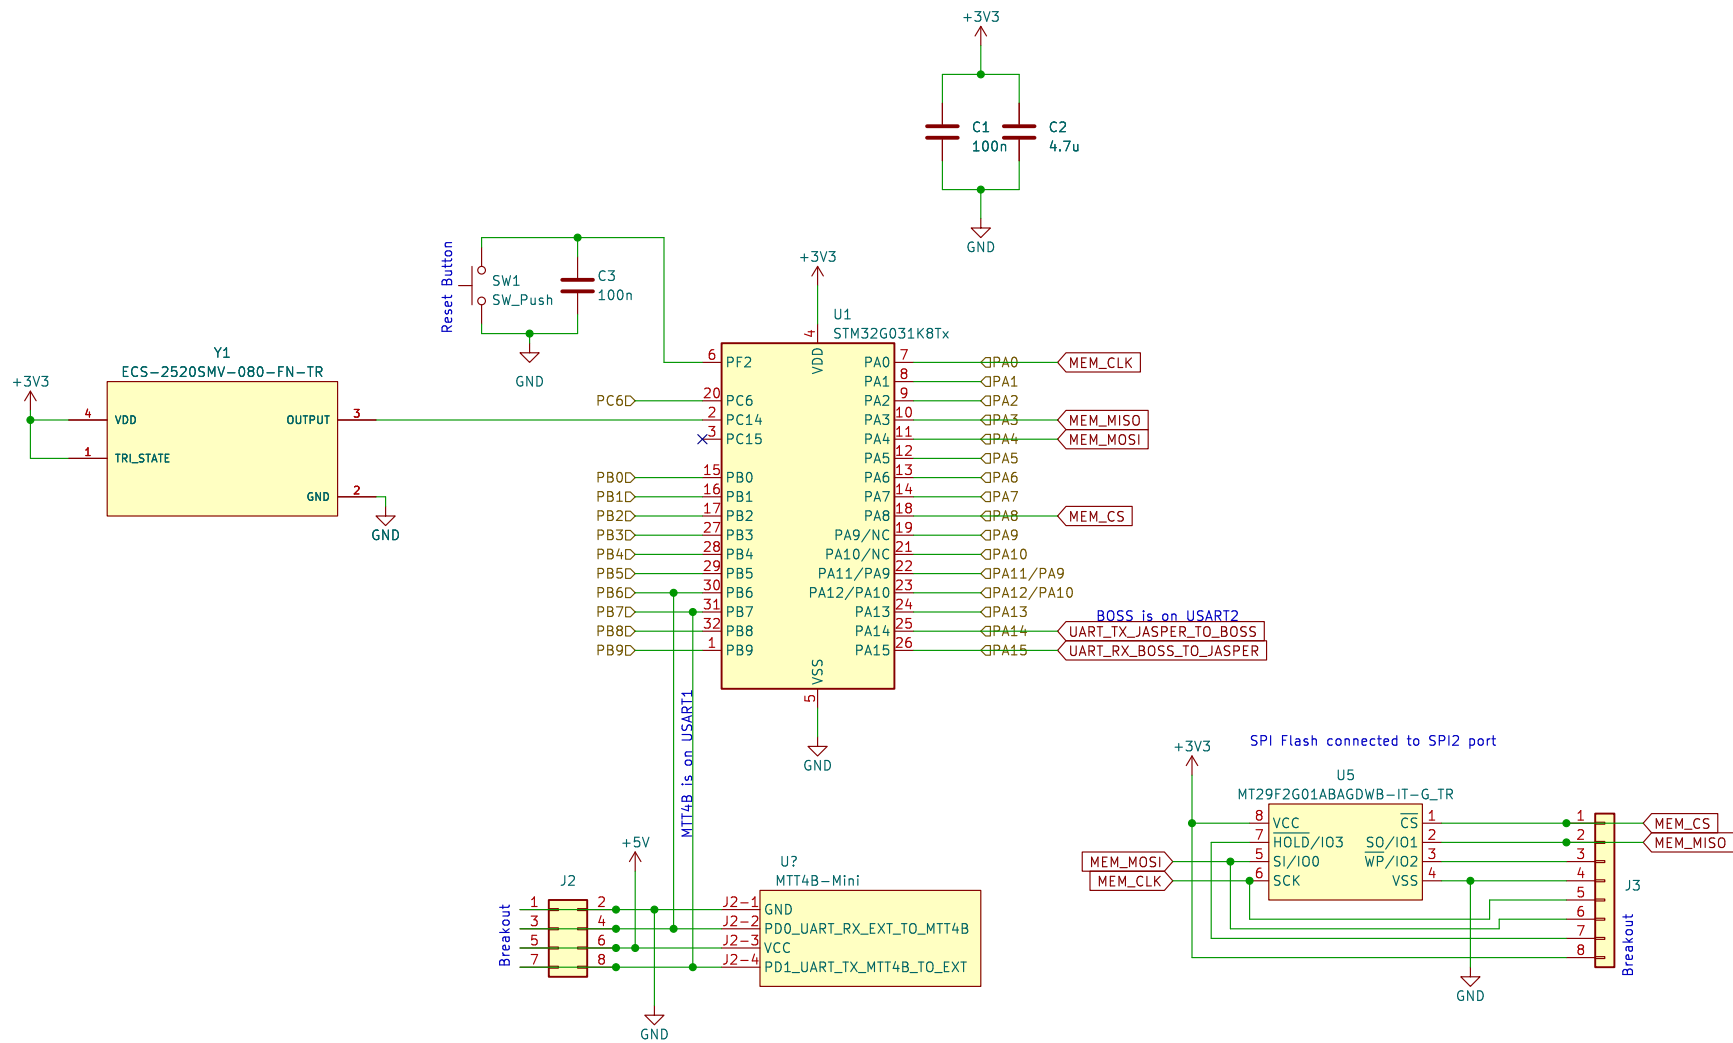 +3V3
C1
100n
C2
4.7u
GND
Reset Button
SW1
SW_Push
C3
100n
GND
+3V3
U1
STM32G031K8Tx
Y1
ECS-2520SMV-080-FN-TR
+3V3
4 VDD
OUTPUT 3
1 TRI_STATE
GND 2
GND
4
VDD
6 PF2
PC6 20 PC6
2 PC14
3 PC15
PB0 15 PB0
PB1 16 PB1
PB2 17 PB2
PB3 27 PB3
PB4 28 PB4
PB5 29 PB5
PB6 30 PB6
PB7 31 PB7
PB8 32 PB8
PB9 1 PB9
PA0 7 PA0 MEM_CLK
PA1 8 PA1
PA2 9 PA2
PA3 10 PA3 MEM_MISO
PA4 11 PA4 MEM_MOSI
PA5 12 PA5
PA6 13 PA6
PA7 14 PA7
PA8 18 PA8 MEM_CS
PA9/NC 19 PA9
PA10/NC 21 PA10
PA11/PA9 22 PA11/PA9
PA12/PA10 23 PA12/PA10
PA13 24 PA13
BOSS is on USART2
PA14 25 PA14 UART_TX_JASPER_TO_BOSS
PA15 26 PA15 UART_RX_BOSS_TO_JASPER
VSS
5
GND
MTT4B is on USART1
+5V
J2
Breakout
1 2
3 4
5 6
7 8
U?
MTT4B-Mini
J2-1 GND
J2-2 PD0_UART_RX_EXT_TO_MTT4B
J2-3 VCC
J2-4 PD1_UART_TX_MTT4B_TO_EXT
GND
SPI Flash connected to SPI2 port
+3V3
U5
MT29F2G01ABAGDWB-IT-G_TR
8 VCC
7 HOLD/IO3
MEM_MOSI 5 SI/IO0
MEM_CLK 6 SCK
CS 1
SO/IO1 2
WP/IO2 3
VSS 4
GND
1 MEM_CS
2 MEM_MISO
3
4
5
6
7
8
J3
Breakout